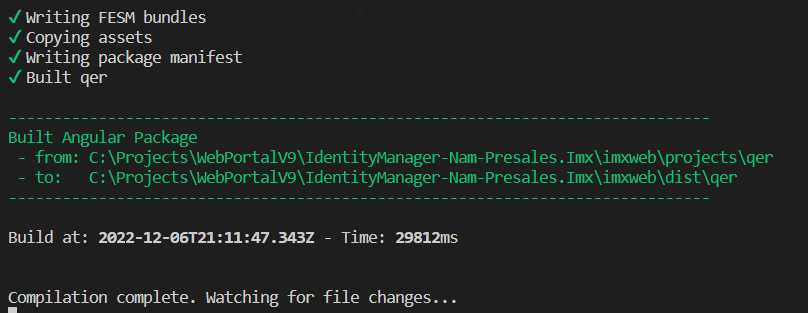 ✓ Writing FESM bundles
✓ Copying assets
✓ Writing package manifest
✓ Built qer
------------------------------------------------------------------------------
Built Angular Package
 - from: C:\Projects\WebPortalV9\IdentityManager-Nam-Presales.Imx\imxweb\projects\qer
 - to:   C:\Projects\WebPortalV9\IdentityManager-Nam-Presales.Imx\imxweb\dist\qer
------------------------------------------------------------------------------
Build at: 2022-12-06T21:11:47.343Z - Time: 29812ms
Compilation complete. Watching for file changes...